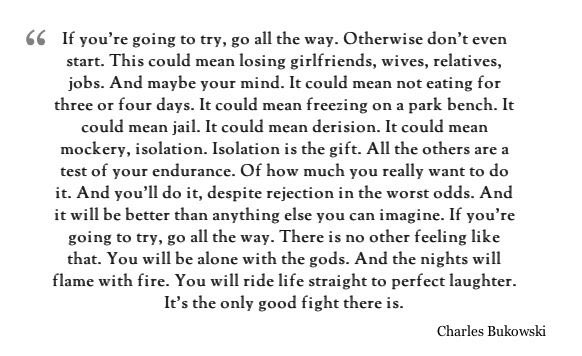 “ If you’re going to try, go all the way. Otherwise don’t even
start. This could mean losing girlfriends, wives, relatives,
jobs. And maybe your mind. It could mean not eating for
three or four days. It could mean freezing on a park bench. It
could mean jail. It could mean derision. It could mean
mockery, isolation. Isolation is the gift. All the others are a
test of your endurance. Of how much you really want to do
it. And you’ll do it, despite rejection in the worst odds. And
it will be better than anything else you can imagine. If you’re
going to try, go all the way. There is no other feeling like
that. You will be alone with the gods. And the nights will
flame with fire. You will ride life straight to perfect laughter.
It’s the only good fight there is.
Charles Bukowski